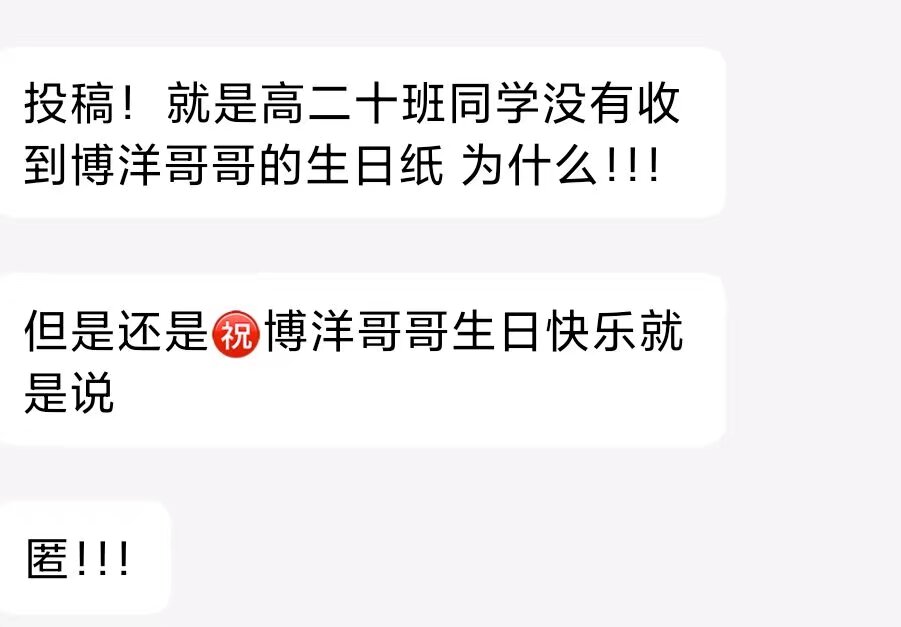 投稿！就是高二十班同学没有收
到博洋哥哥的生日纸 为什么!!!
但是还是㊗️博洋哥哥生日快乐就
是说
匿!!!